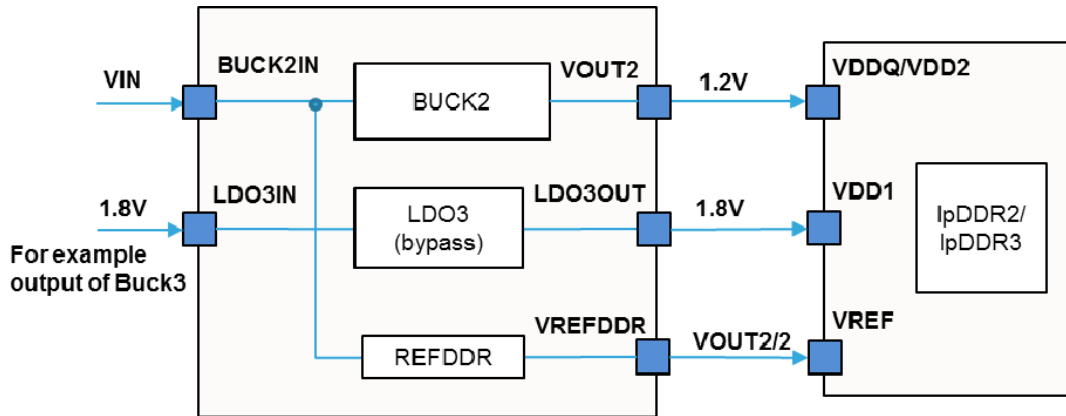 VIN
BUCK2IN
BUCK2
VOUT2
1.2V
VDDQ/VDD2
1.8V
For example
output of Buck3
LDO3IN
LDO3
(bypass)
LDO3OUT
1.8V
VDD1
lpDDR2/
lpDDR3
REFDDR
VREFDDR
VOUT2/2
VREF